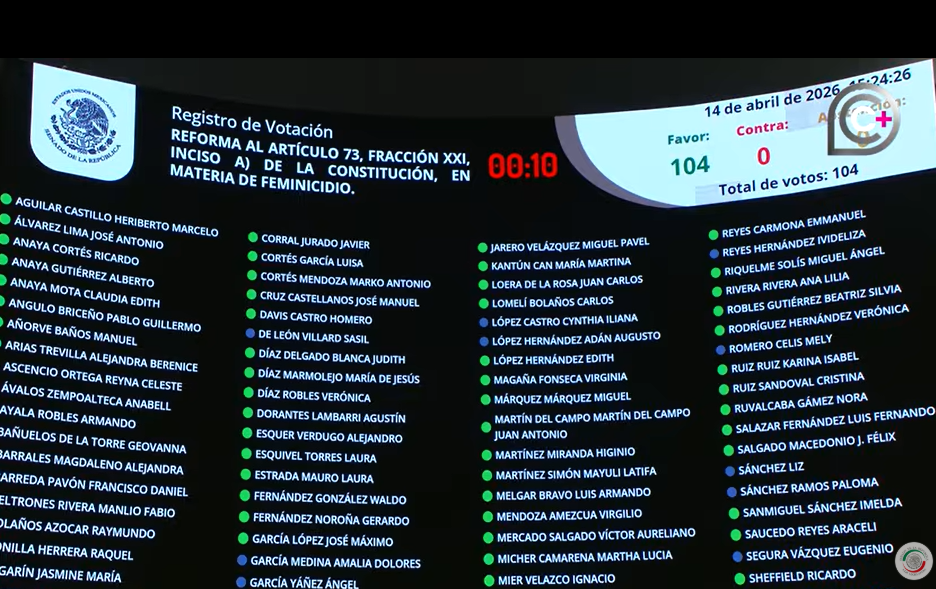 ESTADOS UNIDOS MEXICANOS
SENADO DE LA REPÚBLICA
Registro de Votación
REFORMA AL ARTÍCULO 73, FRACCIÓN XXI,
INCISO A) DE LA CONSTITUCIÓN, EN
MATERIA DE FEMINICIDIO.
00:10
14 de abril de 2026, 15:24:26
Favor:
Contra:
104
0
Total de votos: 104
C+
AGUILAR CASTILLO HERIBERTO MARCELO
ÁLVAREZ LIMA JOSÉ ANTONIO
ANAYA CORTÉS RICARDO
ANAYA GUTIÉRREZ ALBERTO
ANAYA MOTA CLAUDIA EDITH
ANGULO BRICEÑO PABLO GUILLERMO
AÑORVE BAÑOS MANUEL
ARIAS TREVILLA ALEJANDRA BERENICE
ASCENCIO ORTEGA REYNA CELESTE
ÁVALOS ZEMPOALTECA ANABELL
AYALA ROBLES ARMANDO
BAÑUELOS DE LA TORRE GEOVANNA
BARRALES MAGDALENO ALEJANDRA
ARREDA PAVÓN FRANCISCO DANIEL
ELTRONES RIVERA MANLIO FABIO
OLAÑOS AZOCAR RAYMUNDO
ONILLA HERRERA RAQUEL
GARÍN JASMINE MARÍA
CORRAL JURADO JAVIER
CORTÉS GARCÍA LUISA
CORTÉS MENDOZA MARKO ANTONIO
CRUZ CASTELLANOS JOSÉ MANUEL
DAVIS CASTRO HOMERO
DE LEÓN VILLARD SASIL
DÍAZ DELGADO BLANCA JUDITH
DÍAZ MARMOLEJO MARÍA DE JESÚS
DÍAZ ROBLES VERÓNICA
DORANTES LAMBARRI AGUSTÍN
ESQUER VERDUGO ALEJANDRO
ESQUIVEL TORRES LAURA
ESTRADA MAURO LAURA
FERNÁNDEZ GONZÁLEZ WALDO
FERNÁNDEZ NOROÑA GERARDO
GARCÍA LÓPEZ JOSÉ MÁXIMO
GARCÍA MEDINA AMALIA DOLORES
GARCÍA YÁÑEZ ÁNGEL
JARERO VELÁZQUEZ MIGUEL PAVEL
KANTÚN CAN MARÍA MARTINA
LOERA DE LA ROSA JUAN CARLOS
LOMELÍ BOLAÑOS CARLOS
LÓPEZ CASTRO CYNTHIA ILIANA
LÓPEZ HERNÁNDEZ ADÁN AUGUSTO
LÓPEZ HERNÁNDEZ EDITH
MAGAÑA FONSECA VIRGINIA
MÁRQUEZ MÁRQUEZ MIGUEL
MARTÍN DEL CAMPO MARTÍN DEL CAMPO
JUAN ANTONIO
MARTÍNEZ MIRANDA HIGINIO
MARTÍNEZ SIMÓN MAYULI LATIFA
MELGAR BRAVO LUIS ARMANDO
MENDOZA AMEZCUA VIRGILIO
MERCADO SALGADO VÍCTOR AURELIANO
MICHER CAMARENA MARTHA LUCIA
MIER VELAZCO IGNACIO
REYES CARMONA EMMANUEL
REYES HERNÁNDEZ IVIDELIZA
RIQUELME SOLÍS MIGUEL ÁNGEL
RIVERA RIVERA ANA LILIA
ROBLES GUTIÉRREZ BEATRIZ SILVIA
RODRÍGUEZ HERNÁNDEZ VERÓNICA
ROMERO CELIS MELY
RUIZ RUIZ KARINA ISABEL
RUIZ SANDOVAL CRISTINA
RUVALCABA GÁMEZ NORA
SALAZAR FERNÁNDEZ LUIS FERNANDO
SALGADO MACEDONIO J. FÉLIX
SÁNCHEZ LIZ
SÁNCHEZ RAMOS PALOMA
SANMIGUEL SÁNCHEZ IMELDA
SAUCEDO REYES ARACELI
SEGURA VÁZQUEZ EUGENIO
SHEFFIELD RICARDO